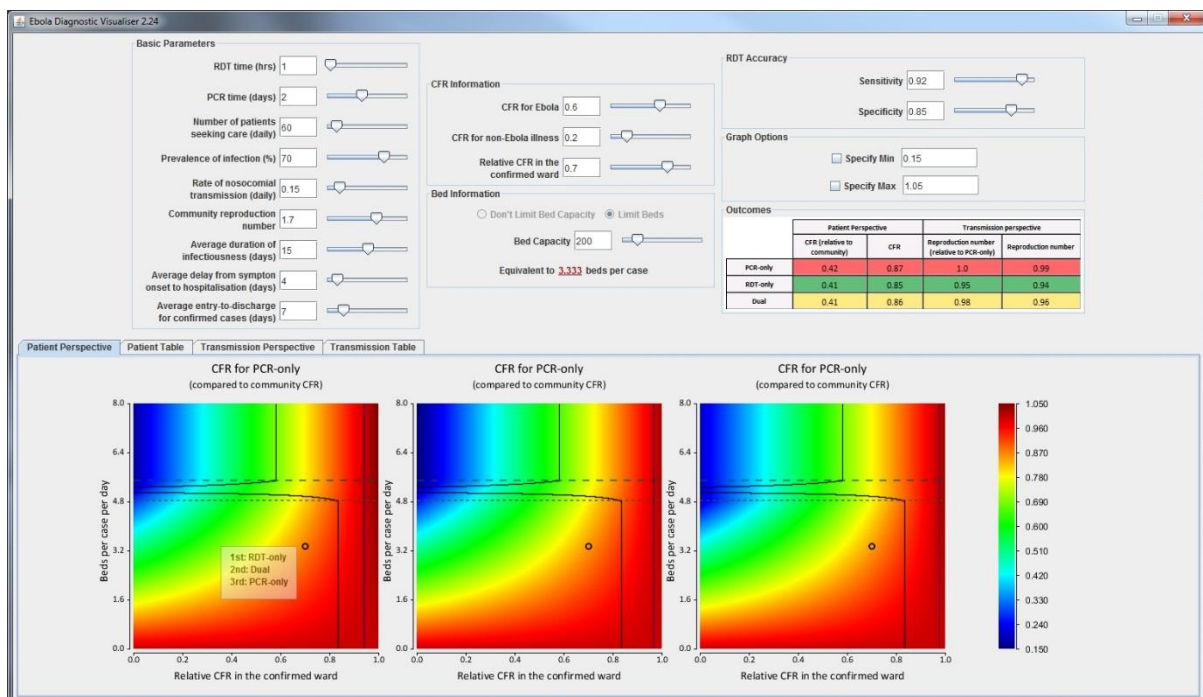 Ebola Diagnostic Visualiser 2.24
Basic Parameters
RDT time (hrs) 1
PCR time (days) 2
Number of patients
seeking care (daily) 60
Prevalence of infection (%) 70
Rate of nosocomial
transmission (daily) 0.15
Community reproduction
number 1.7
Average duration of
infectiousness (days) 15
Average delay from sympton
onset to hospitalisation (days) 4
Average entry-to-discharge
for confirmed cases (days) 7
CFR Information
CFR for Ebola 0.6
CFR for non-Ebola illness 0.2
Relative CFR in the
confirmed ward 0.7
Bed Information
Don't Limit Bed Capacity Limit Beds
Bed Capacity 200
Equivalent to 3.333 beds per case
RDT Accuracy
Sensitivity 0.92
Specificity 0.85
Graph Options
Specify Min 0.15
Specify Max 1.05
Outcomes
Patient Perspective Transmission perspective
CFR (relative to
community) CFR Reproduction number
(relative to PCR-only) Reproduction number
PCR-only 0.42 0.87 1.0 0.99
RDT-only 0.41 0.85 0.95 0.94
Dual 0.41 0.86 0.98 0.96
Patient Perspective Patient Table Transmission Perspective Transmission Table
CFR for PCR-only
(compared to community CFR)
Beds per case per day
8.0
6.4
4.8
3.2
1.6
0.0
1st: RDT-only
2nd: Dual
3rd: PCR-only
0.0 0.2 0.4 0.6 0.8 1.0
Relative CFR in the confirmed ward
CFR for PCR-only
(compared to community CFR)
Beds per case per day
8.0
6.4
4.8
3.2
1.6
0.0
0.0 0.2 0.4 0.6 0.8 1.0
Relative CFR in the confirmed ward
CFR for PCR-only
(compared to community CFR)
Beds per case per day
8.0
6.4
4.8
3.2
1.6
0.0
0.0 0.2 0.4 0.6 0.8 1.0
Relative CFR in the confirmed ward
1.050
0.960
0.870
0.780
0.690
0.600
0.510
0.420
0.330
0.240
0.150